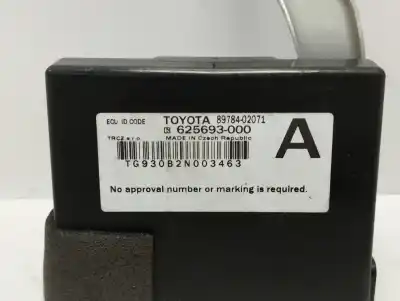 ECU ID CODE TOYOTA 89784-02071
625693-000
TRCZ s.r.o. MADE IN Czech Republic
A
TG930B2N003463
No approval number or marking is required.